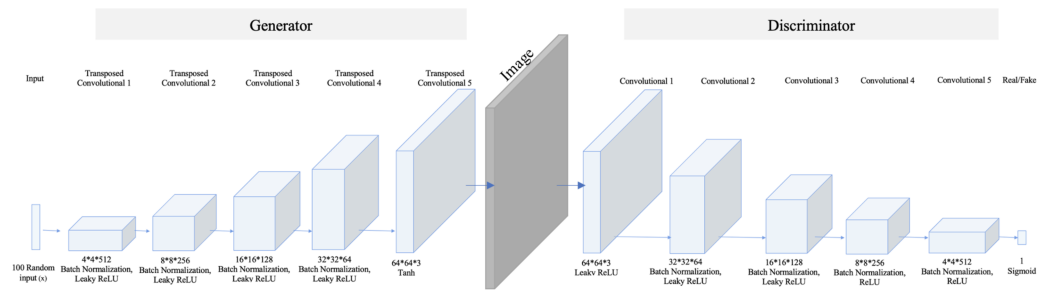 Generator
Discriminator
Image
Input
Transposed
Convolutional 1
Transposed
Convolutional 2
Transposed
Convolutional 3
Transposed
Convolutional 4
Transposed
Convolutional 5
Convolutional 1
Convolutional 2
Convolutional 3
Convolutional 4
Convolutional 5
Real/Fake
100 Random
input (x)
4*4*512
Batch Normalization,
Leaky ReLU
8*8*256
Batch Normalization,
Leaky ReLU
16*16*128
Batch Normalization,
Leaky ReLU
32*32*64
Batch Normalization,
Leaky ReLU
64*64*3
Tanh
64*64*3
Leaky ReLU
32*32*64
Batch Normalization,
Leaky ReLU
16*16*128
Batch Normalization,
Leaky ReLU
8*8*256
Batch Normalization,
ReLU
4*4*512
Batch Normalization,
ReLU
1
Sigmoid